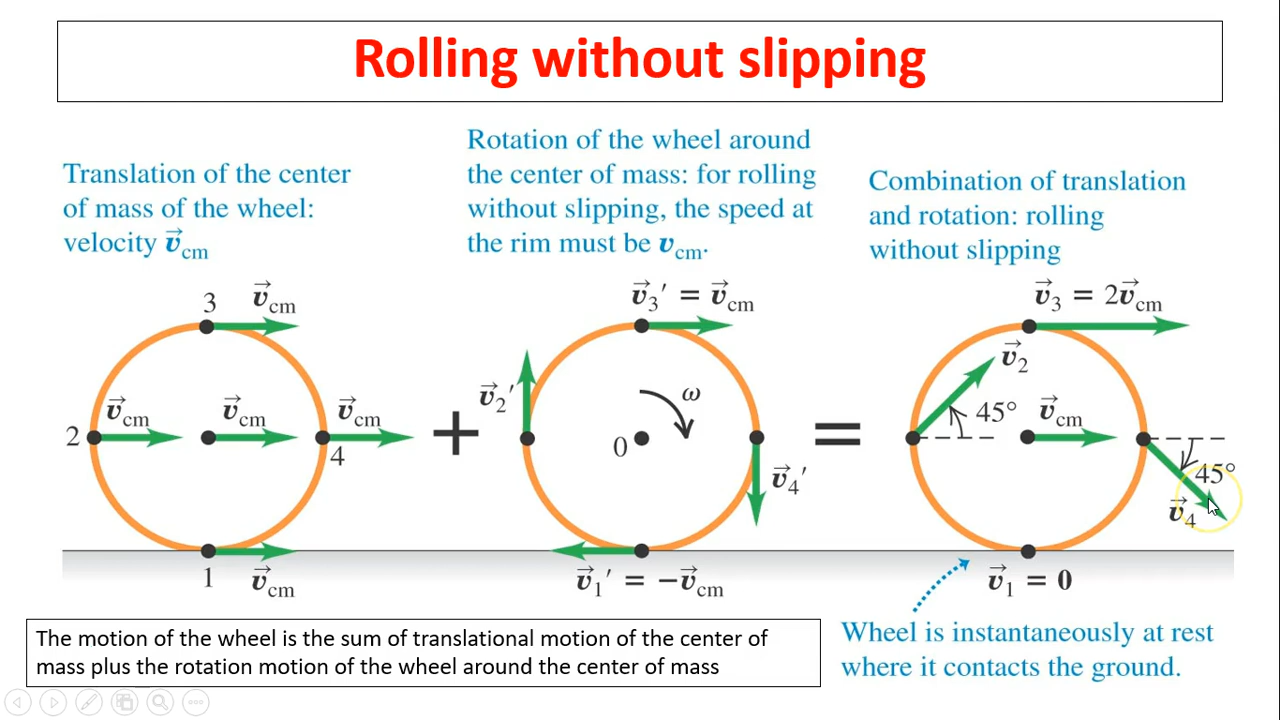 Rolling without slipping
Translation of the center
of mass of the wheel:
velocity v⃗cm
Rotation of the wheel around
the center of mass: for rolling
without slipping, the speed at
the rim must be vcm.
Combination of translation
and rotation: rolling
without slipping
3 v⃗cm
2 v⃗cm
v⃗cm
v⃗cm
4
1 v⃗cm
+
v⃗3′ = v⃗cm
v⃗2′
ω
0
v⃗4′
v⃗1′ = −v⃗cm
=
v⃗3 = 2v⃗cm
v⃗2
45°
v⃗cm
45°
v⃗4
v⃗1 = 0
The motion of the wheel is the sum of translational motion of the center of
mass plus the rotation motion of the wheel around the center of mass
Wheel is instantaneously at rest
where it contacts the ground.